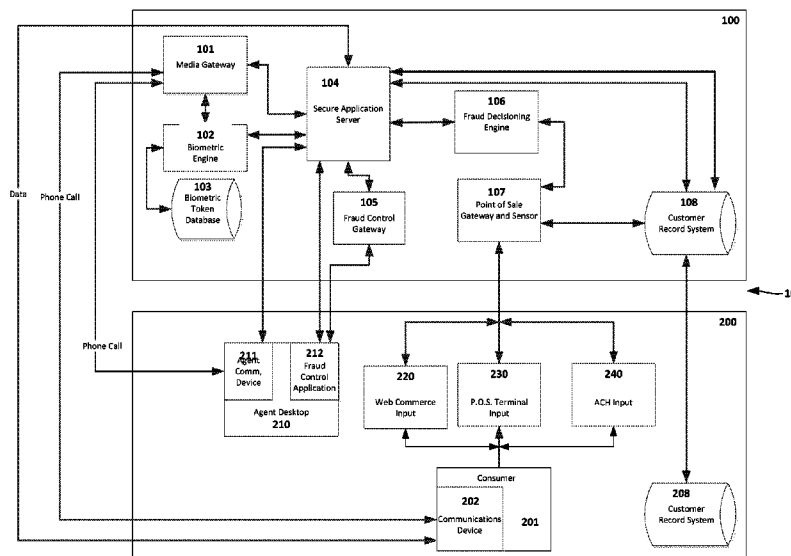 100
101
Media Gateway
104
Secure Application
Server
106
Fraud Decisioning
Engine
102
Biometric
Engine
103
Biometric
Token
Database
105
Fraud Control
Gateway
107
Point of Sale
Gateway and Sensor
108
Customer
Record System
Data
Phone Call
Phone Call
200
211
Agent
Comm,
Device
212
Fraud
Control
Application
Agent Desktop
210
220
Web Commerce
Input
230
P.O.S. Terminal
Input
240
ACH Input
Consumer
202
Communications
Device
201
208
Customer
Record System